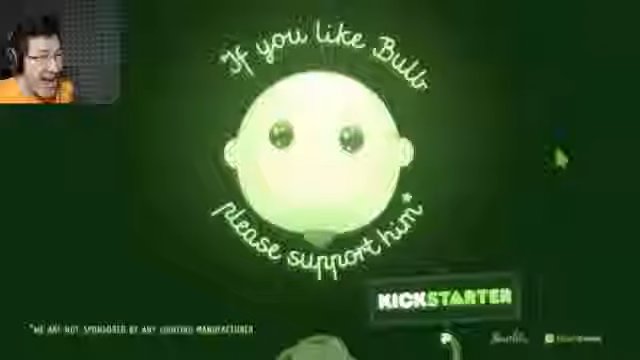 If you like Bulb
please support him*
KICKSTARTER
*WE ARE NOT SPONSORED BY ANY LIGHTING MANUFACTURER